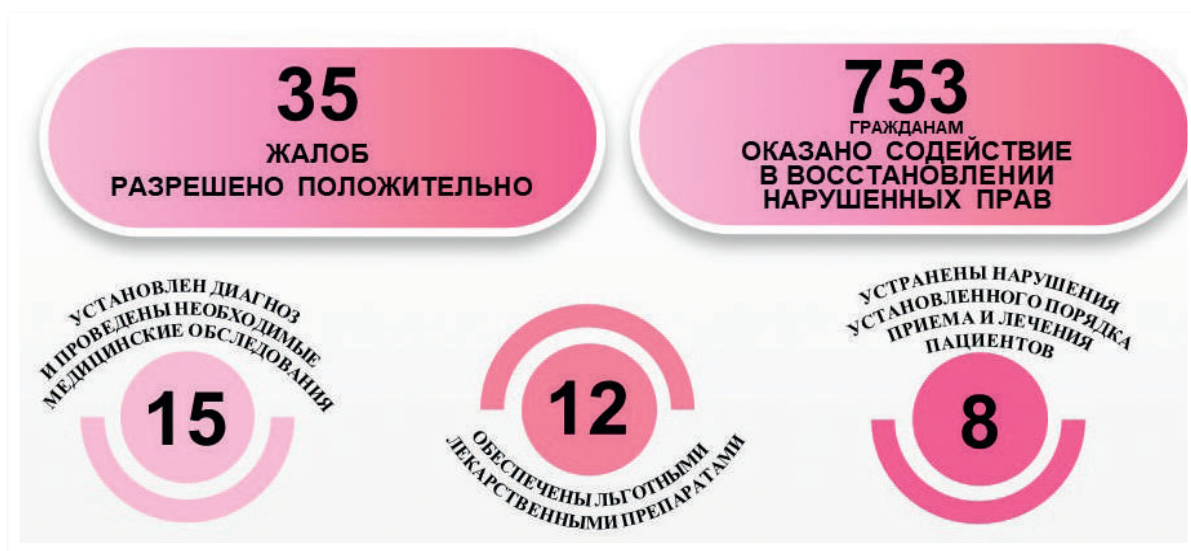 35
ЖАЛОБ
РАЗРЕШЕНО ПОЛОЖИТЕЛЬНО
753
ГРАЖДАНАМ
ОКАЗАНО СОДЕЙСТВИЕ
В ВОССТАНОВЛЕНИИ
НАРУШЕННЫХ ПРАВ
УСТАНОВЛЕН ДИАГНОЗ
И ПРОВЕДЕНЫ НЕОБХОДИМЫЕ
МЕДИЦИНСКИЕ ОБСЛЕДОВАНИЯ
15
12
ОБЕСПЕЧЕНЫ ЛЬГОТНЫМИ
ЛЕКАРСТВЕННЫМИ ПРЕПАРАТАМИ
УСТРАНЕНЫ НАРУШЕНИЯ
УСТАНОВЛЕННОГО ПОРЯДКА
ПРИЕМА И ЛЕЧЕНИЯ
ПАЦИЕНТОВ
8